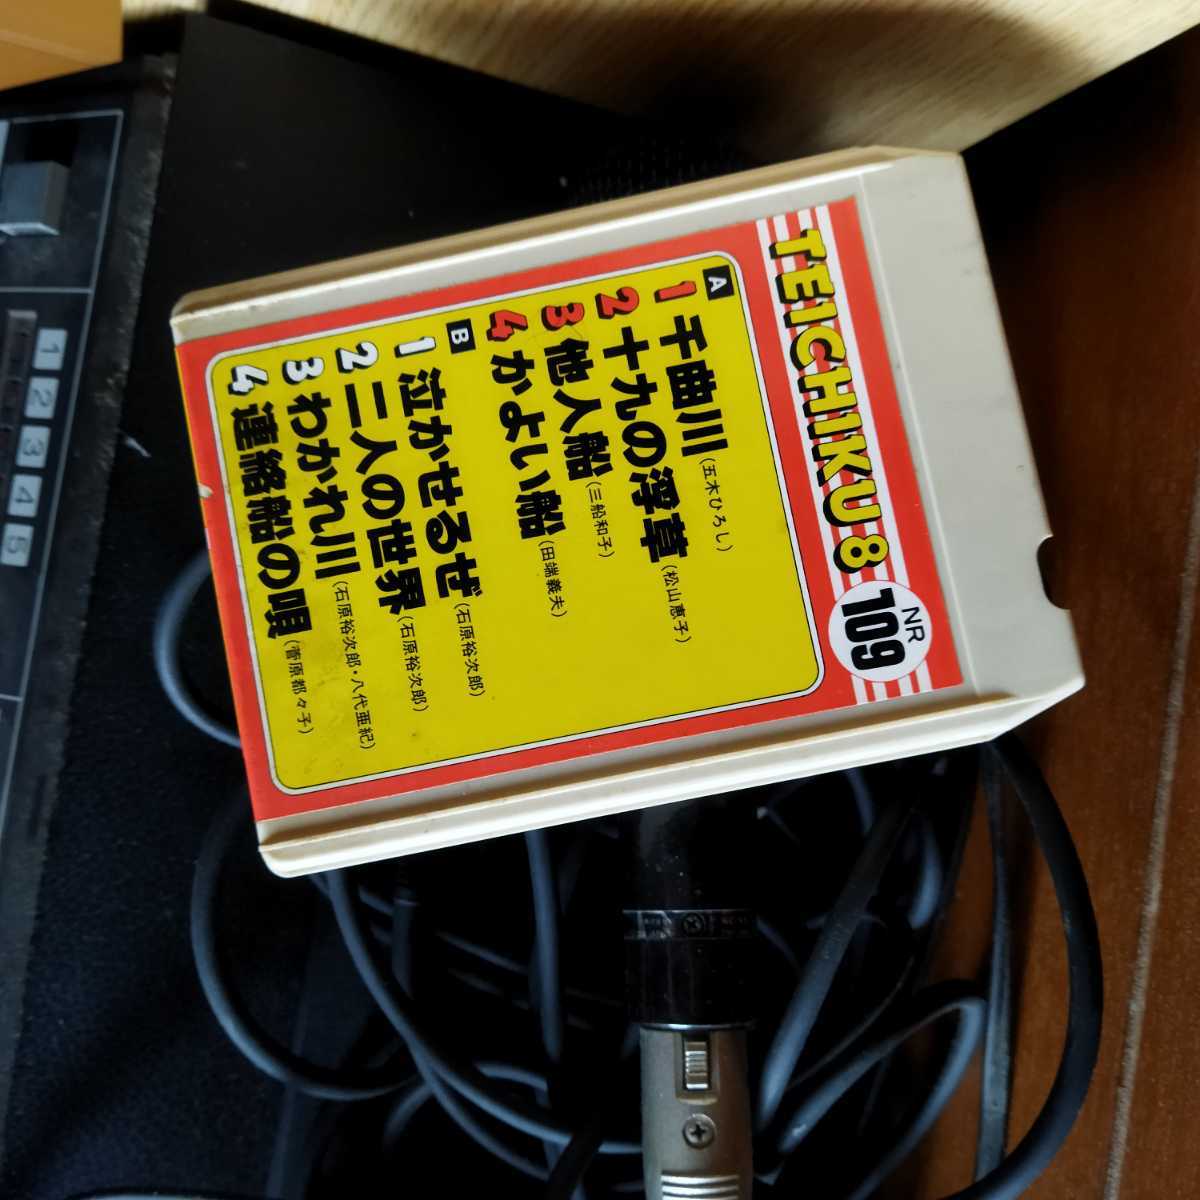 TEICHIKU 8
NR
109
A
1 千曲川 (五木ひろし)
2 十九の浮草 (松山恵子)
3 他人船 (三船和子)
4 かよい船 (田端義夫)
B
1 泣かせるぜ (石原裕次郎)
2 二人の世界 (石原裕次郎)
3 わかれ川 (石原裕次郎・八代亜紀)
4 連絡船の唄 (菅原都々子)
1
2
3
4
5